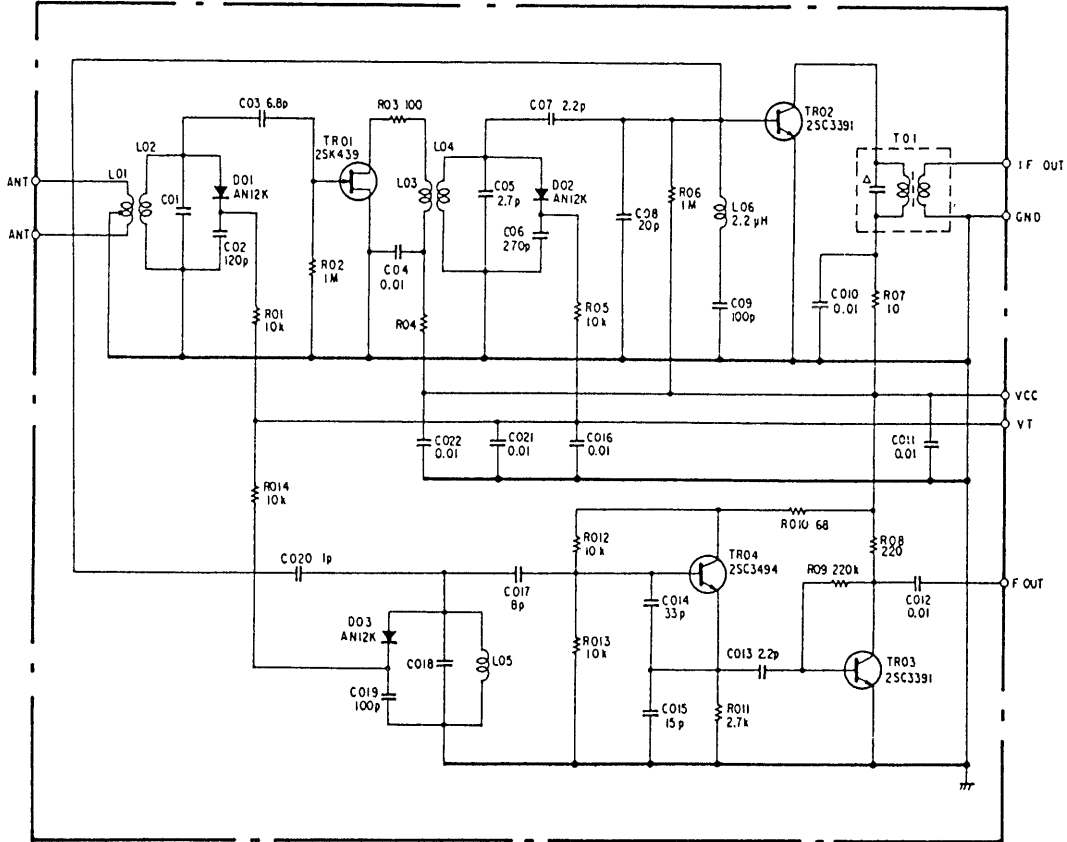 TR02
2SC3391
C03 6.8p
R03 100
C07 2.2p
TR01
2SK439
L02
L04
T01
IF OUT
ANT
L01
D01
AN12K
L03
C05
2.7p
D02
AN12K
R06
1M
Δ
C01
L06
2.2µH
C08
20p
GND
ANT
C02
120p
C06
270p
R02
1M
C04
0.01
C09
100p
C010
0.01
R07
10
R01
10k
R04
R05
10k
VCC
VT
C022
0.01
C021
0.01
C016
0.01
C011
0.01
R014
10k
R010 68
R012
10k
R08
220
C020 1p
TR04
2SC3494
R09 220k
F OUT
C017
8p
C012
0.01
C014
33p
D03
AN12K
R013
10k
C013 2.2p
C018
L05
TR03
2SC3391
C019
100p
C015
15p
R011
2.7k